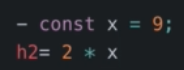 - const x = 9;
h2= 2 * x